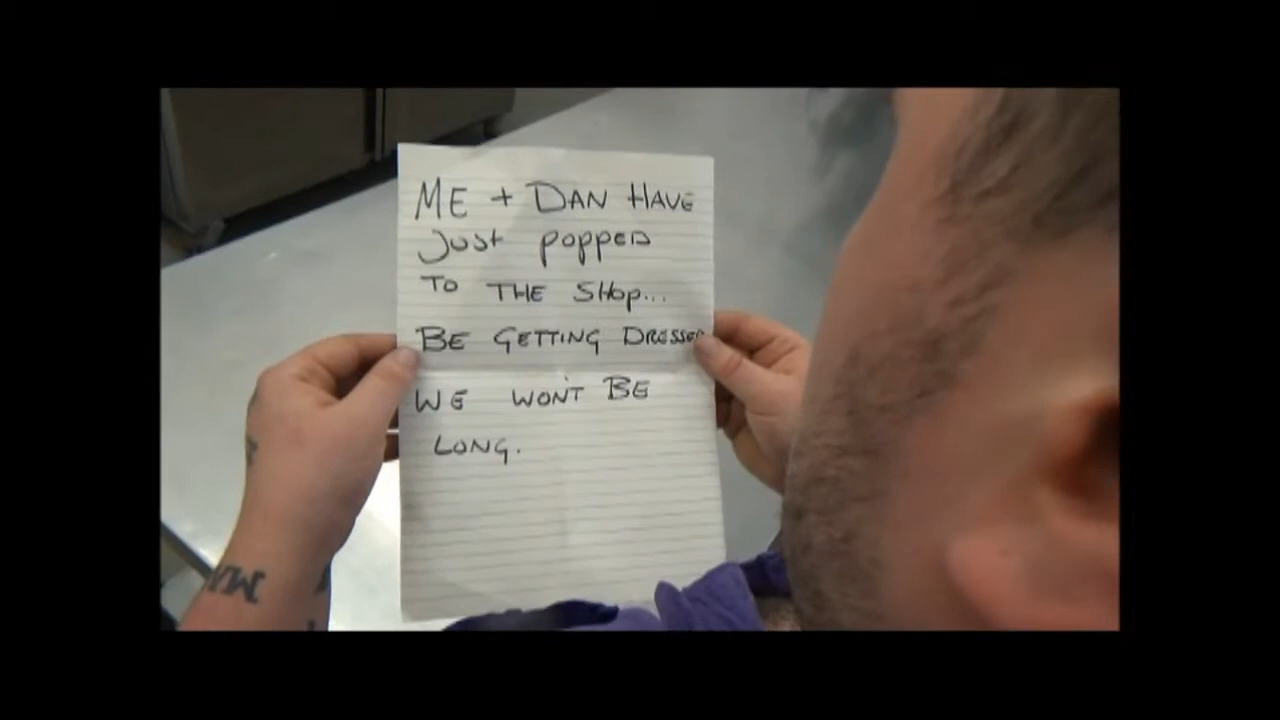 ME + DAN HAVE
JUST POPPED
TO THE SHOP...
BE GETTING DRESSED
WE WON'T BE
LONG.